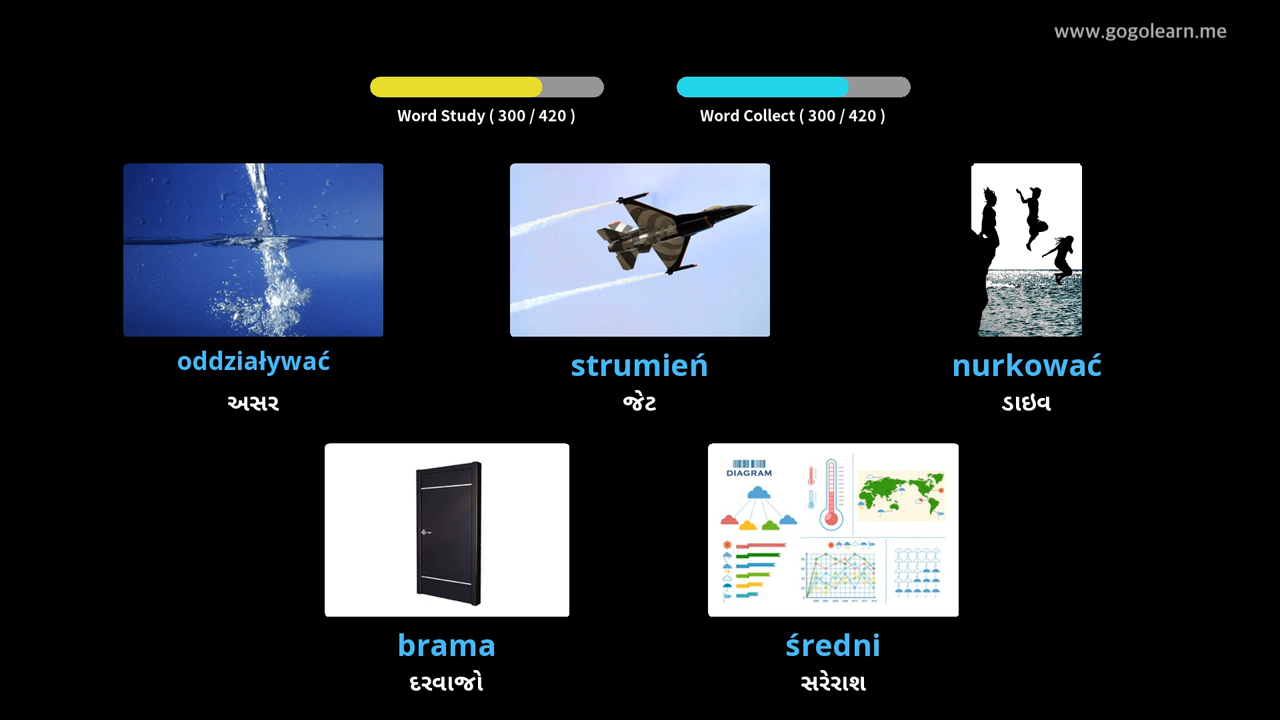 www.gogolearn.me
Word Study ( 300 / 420 )
Word Collect ( 300 / 420 )
oddziaływać
અસર
strumień
જેટ
nurkować
ડાઇવ
DIAGRAM
brama
દરવાજો
średni
સરેરાશ